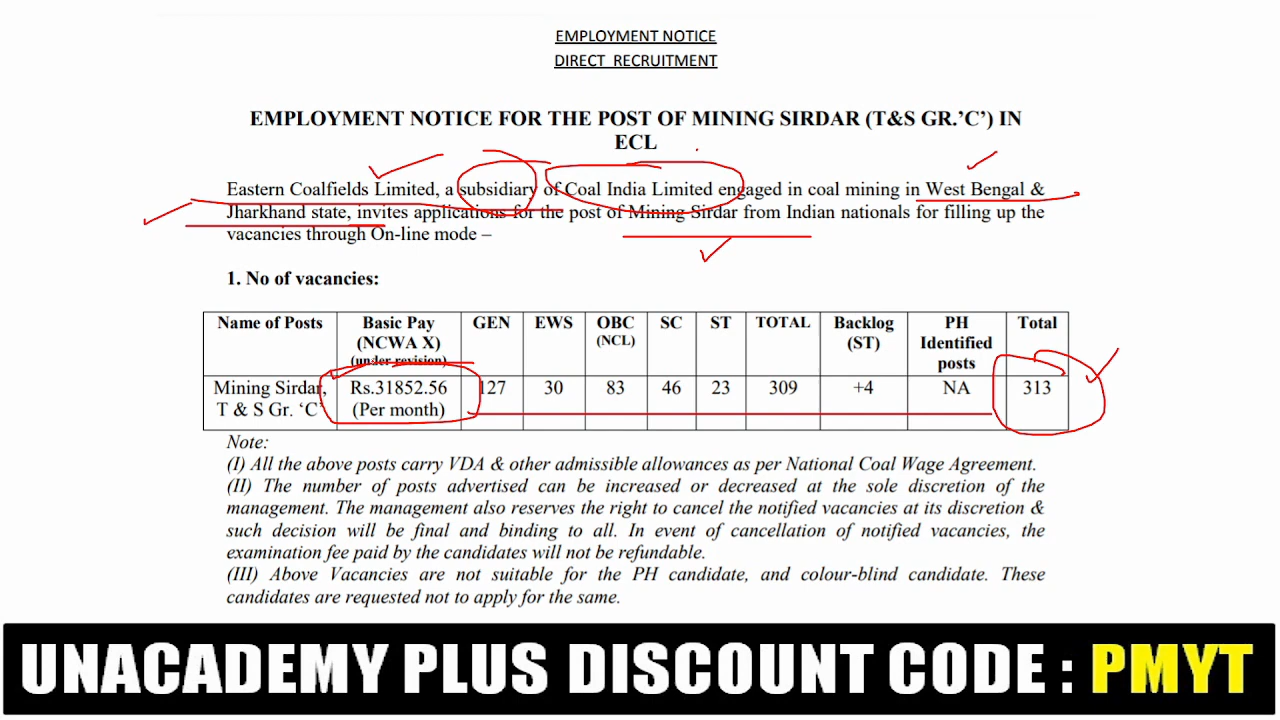 EMPLOYMENT NOTICE
DIRECT RECRUITMENT
EMPLOYMENT NOTICE FOR THE POST OF MINING SIRDAR (T&S GR.’C’) IN
ECL
Eastern Coalfields Limited, a subsidiary of Coal India Limited engaged in coal mining in West Bengal &
Jharkhand state, invites applications for the post of Mining Sirdar from Indian nationals for filling up the
vacancies through On-line mode –
1. No of vacancies:
Name of Posts Basic Pay GEN EWS OBC SC ST TOTAL Backlog PH Total
(NCWA X) (NCL) (ST) Identified
(under revision) posts
Mining Sirdar, Rs.31852.56 127 30 83 46 23 309 +4 NA 313
T & S Gr. ‘C’ (Per month)
Note:
(I) All the above posts carry VDA & other admissible allowances as per National Coal Wage Agreement.
(II) The number of posts advertised can be increased or decreased at the sole discretion of the
management. The management also reserves the right to cancel the notified vacancies at its discretion &
such decision will be final and binding to all. In event of cancellation of notified vacancies, the
examination fee paid by the candidates will not be refundable.
(III) Above Vacancies are not suitable for the PH candidate, and colour-blind candidate. These
candidates are requested not to apply for the same.
UNACADEMY PLUS DISCOUNT CODE : PMYT